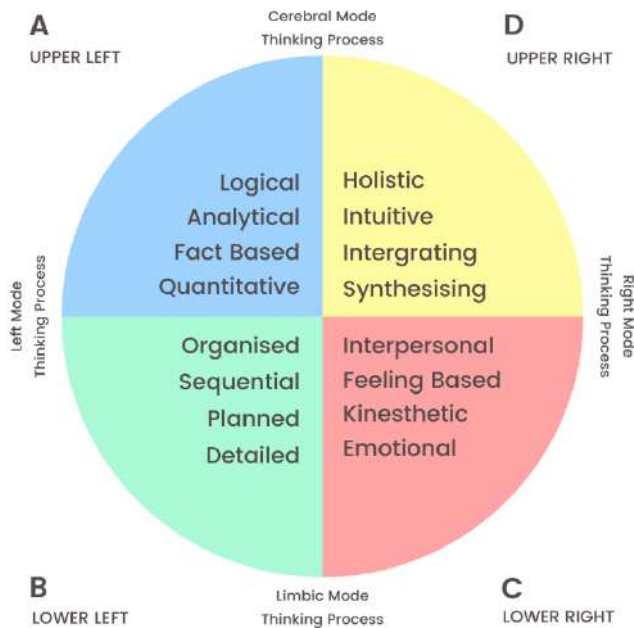 A
UPPER LEFT
Cerebral Mode
Thinking Process
D
UPPER RIGHT
Logical
Analytical
Fact Based
Quantitative
Holistic
Intuitive
Intergrating
Synthesising
Left Mode
Thinking Process
Right Mode
Thinking Process
Organised
Sequential
Planned
Detailed
Interpersonal
Feeling Based
Kinesthetic
Emotional
B
LOWER LEFT
Limbic Mode
Thinking Process
C
LOWER RIGHT